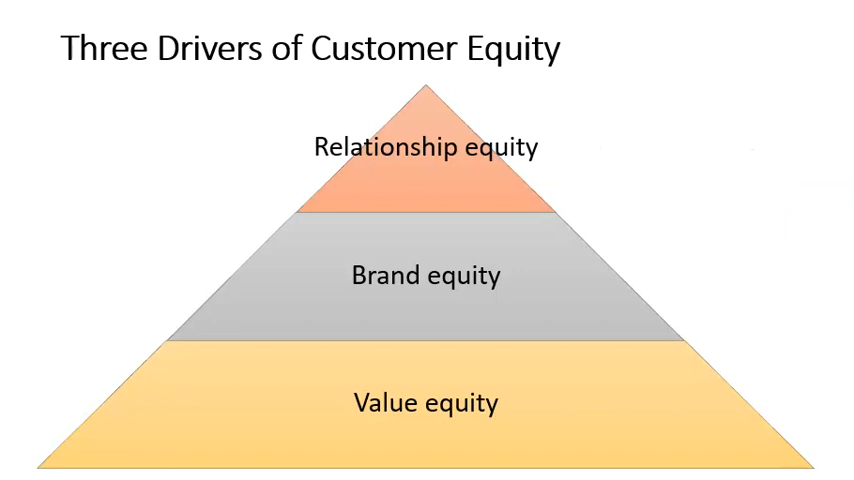 Three Drivers of Customer Equity
Relationship equity
Brand equity
Value equity